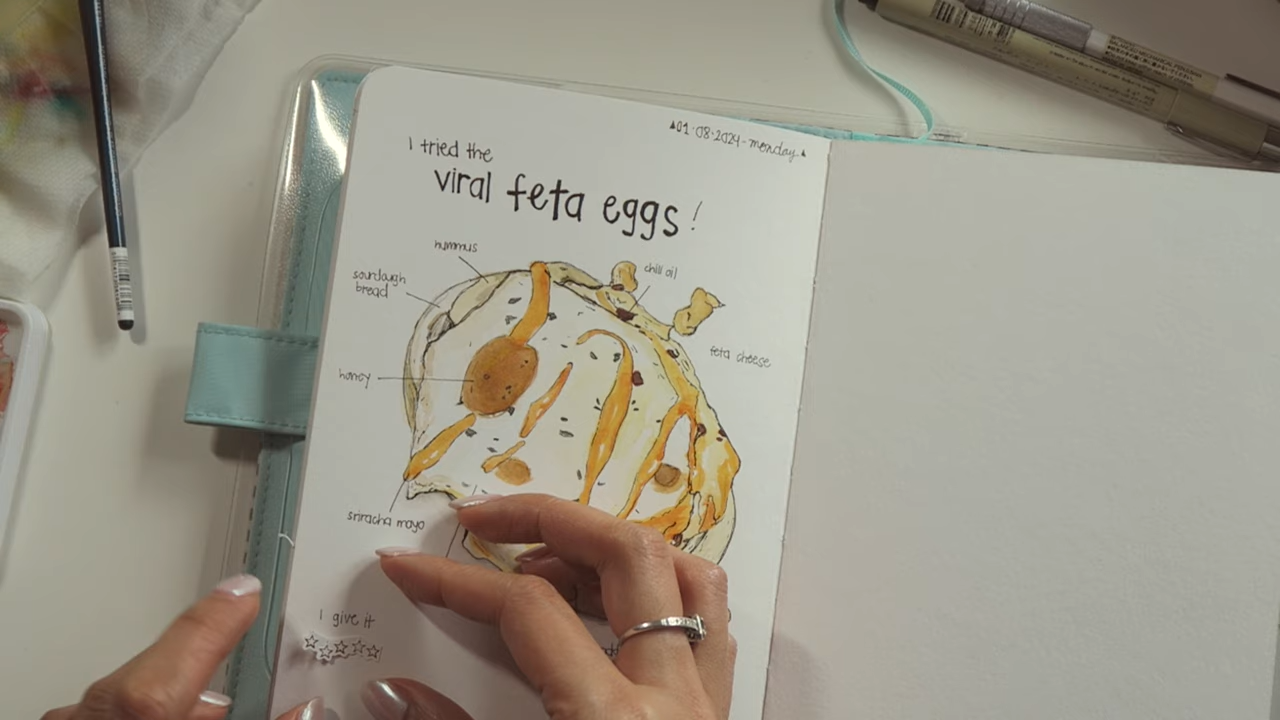 ▲01·08·2024-monday▲
I tried the
viral feta eggs!
hummus
chili oil
sourdough
bread
feta cheese
honey
sriracha mayo
I give it